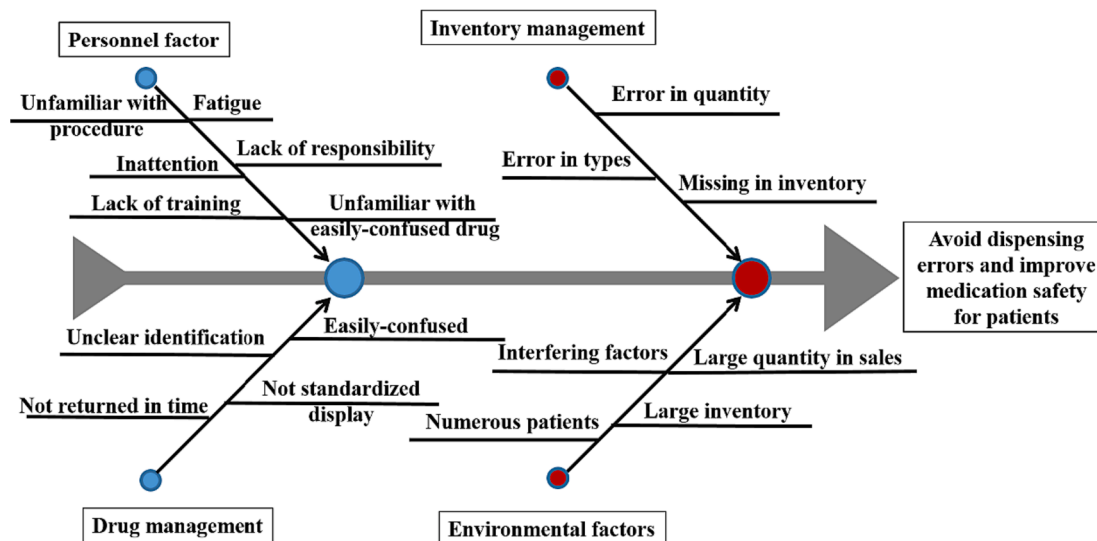 Personnel factor
Inventory management
Unfamiliar with
procedure
Fatigue
Inattention
Lack of responsibility
Lack of training
Unfamiliar with
easily-confused drug
Error in quantity
Error in types
Missing in inventory
Avoid dispensing
errors and improve
medication safety
for patients
Unclear identification
Easily-confused
Not returned in time
Not standardized
display
Interfering factors
Large quantity in sales
Numerous patients
Large inventory
Drug management
Environmental factors